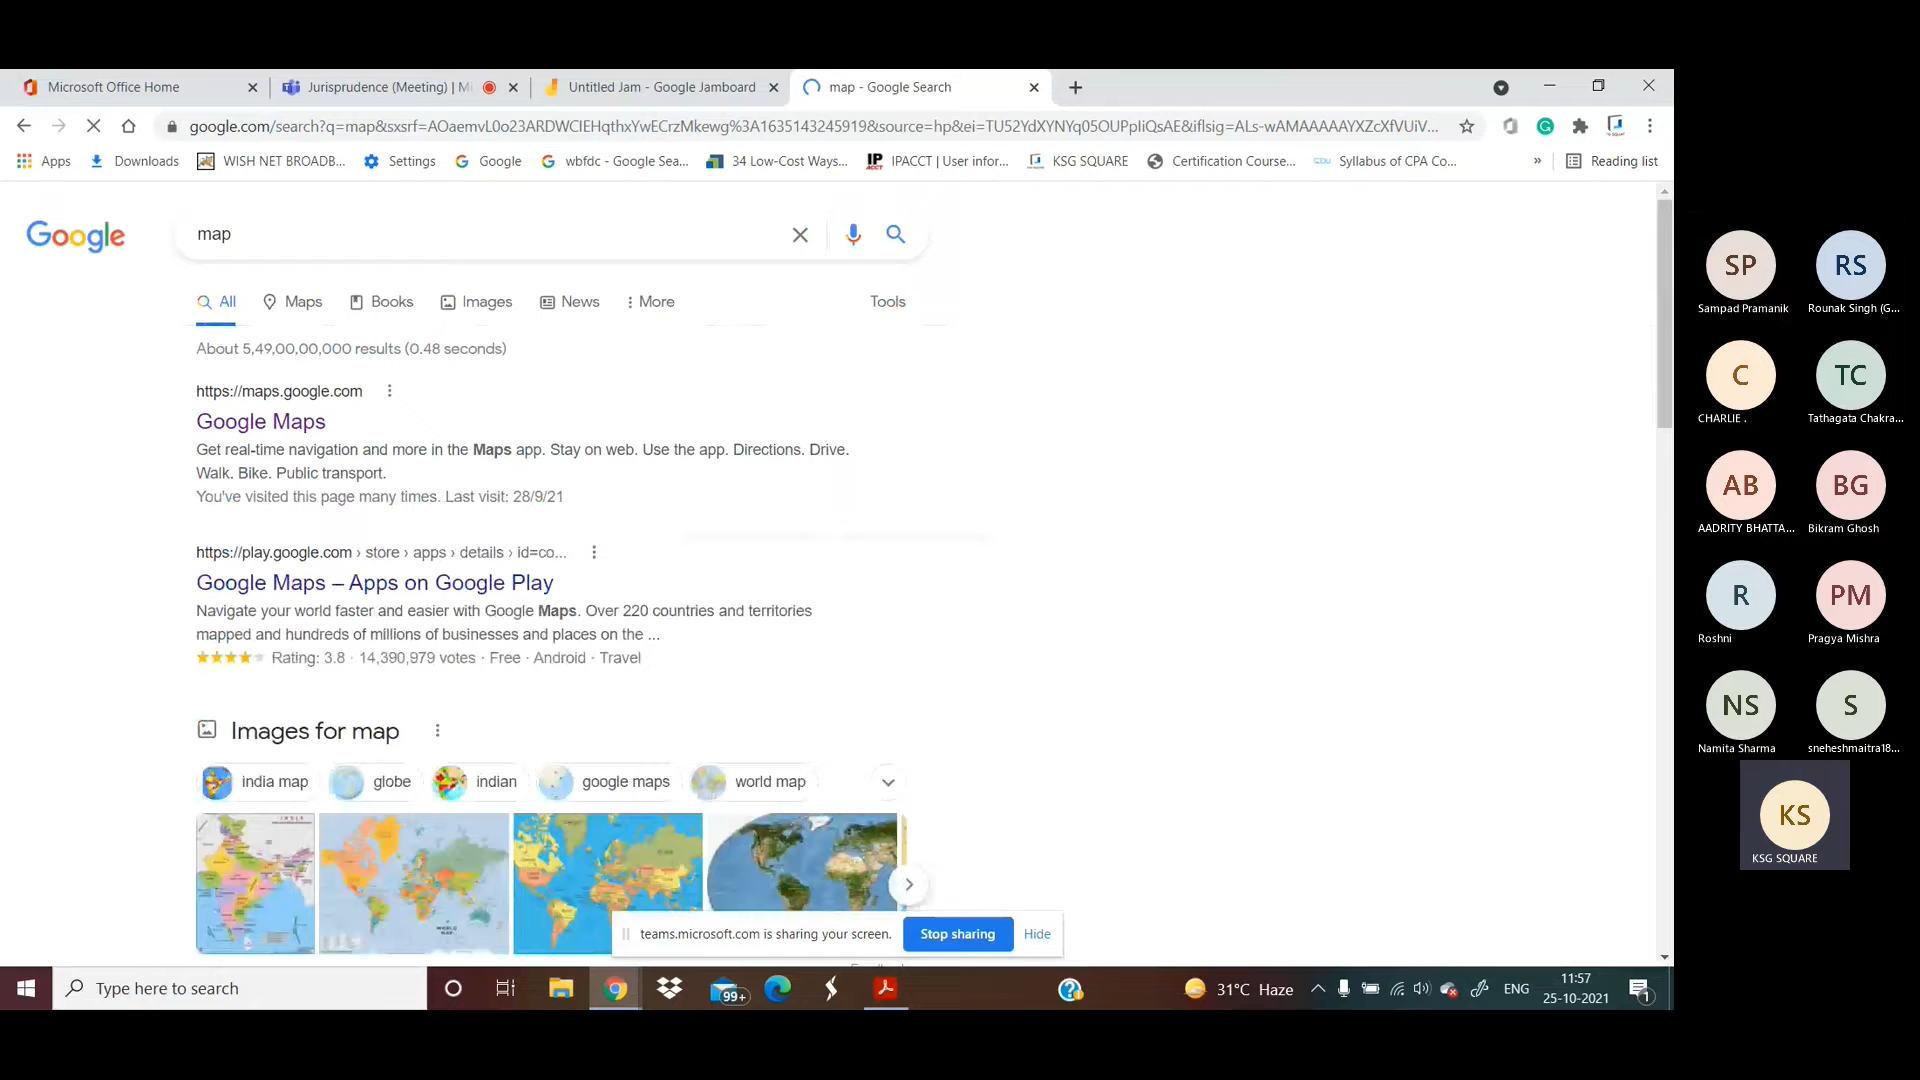 Microsoft Office Home
Jurisprudence (Meeting) | Mi
Untitled Jam - Google Jamboard
map - Google Search
google.com/search?q=map&sxsrf=AOaemvL0o23ARDWCIEHqthxYwECrzMkewg%3A1635143245919&source=hp&ei=TU52YdXYNYq05OUPpIiQsAE&iflsig=ALs-wAMAAAAAYXZcXfVUiV...
Apps
Downloads
WISH NET BROADB...
Settings
Google
wbfdc - Google Sea...
34 Low-Cost Ways...
IP
IPACCT
IPACCT | User infor...
KSG SQUARE
Certification Course...
Syllabus of CPA Co...
»
Reading list
Google
map
All
Maps
Books
Images
News
More
Tools
About 5,49,00,00,000 results (0.48 seconds)
https://maps.google.com
Google Maps
Get real-time navigation and more in the Maps app. Stay on web. Use the app. Directions. Drive.
Walk. Bike. Public transport.
You've visited this page many times. Last visit: 28/9/21
https://play.google.com › store › apps › details › id=co...
Google Maps – Apps on Google Play
Navigate your world faster and easier with Google Maps. Over 220 countries and territories
mapped and hundreds of millions of businesses and places on the ...
Rating: 3.8 · 14,390,979 votes · Free · Android · Travel
Images for map
india map
globe
indian
google maps
world map
teams.microsoft.com is sharing your screen.
Stop sharing
Hide
Type here to search
99+
31°C Haze
ENG
11:57
25-10-2021
1
SP
Sampad Pramanik
RS
Rounak Singh (G...
C
CHARLIE .
TC
Tathagata Chakra...
AB
AADRITY BHATTA...
BG
Bikram Ghosh
R
Roshni
PM
Pragya Mishra
NS
Namita Sharma
S
sneheshmaitra18...
KS
KSG SQUARE